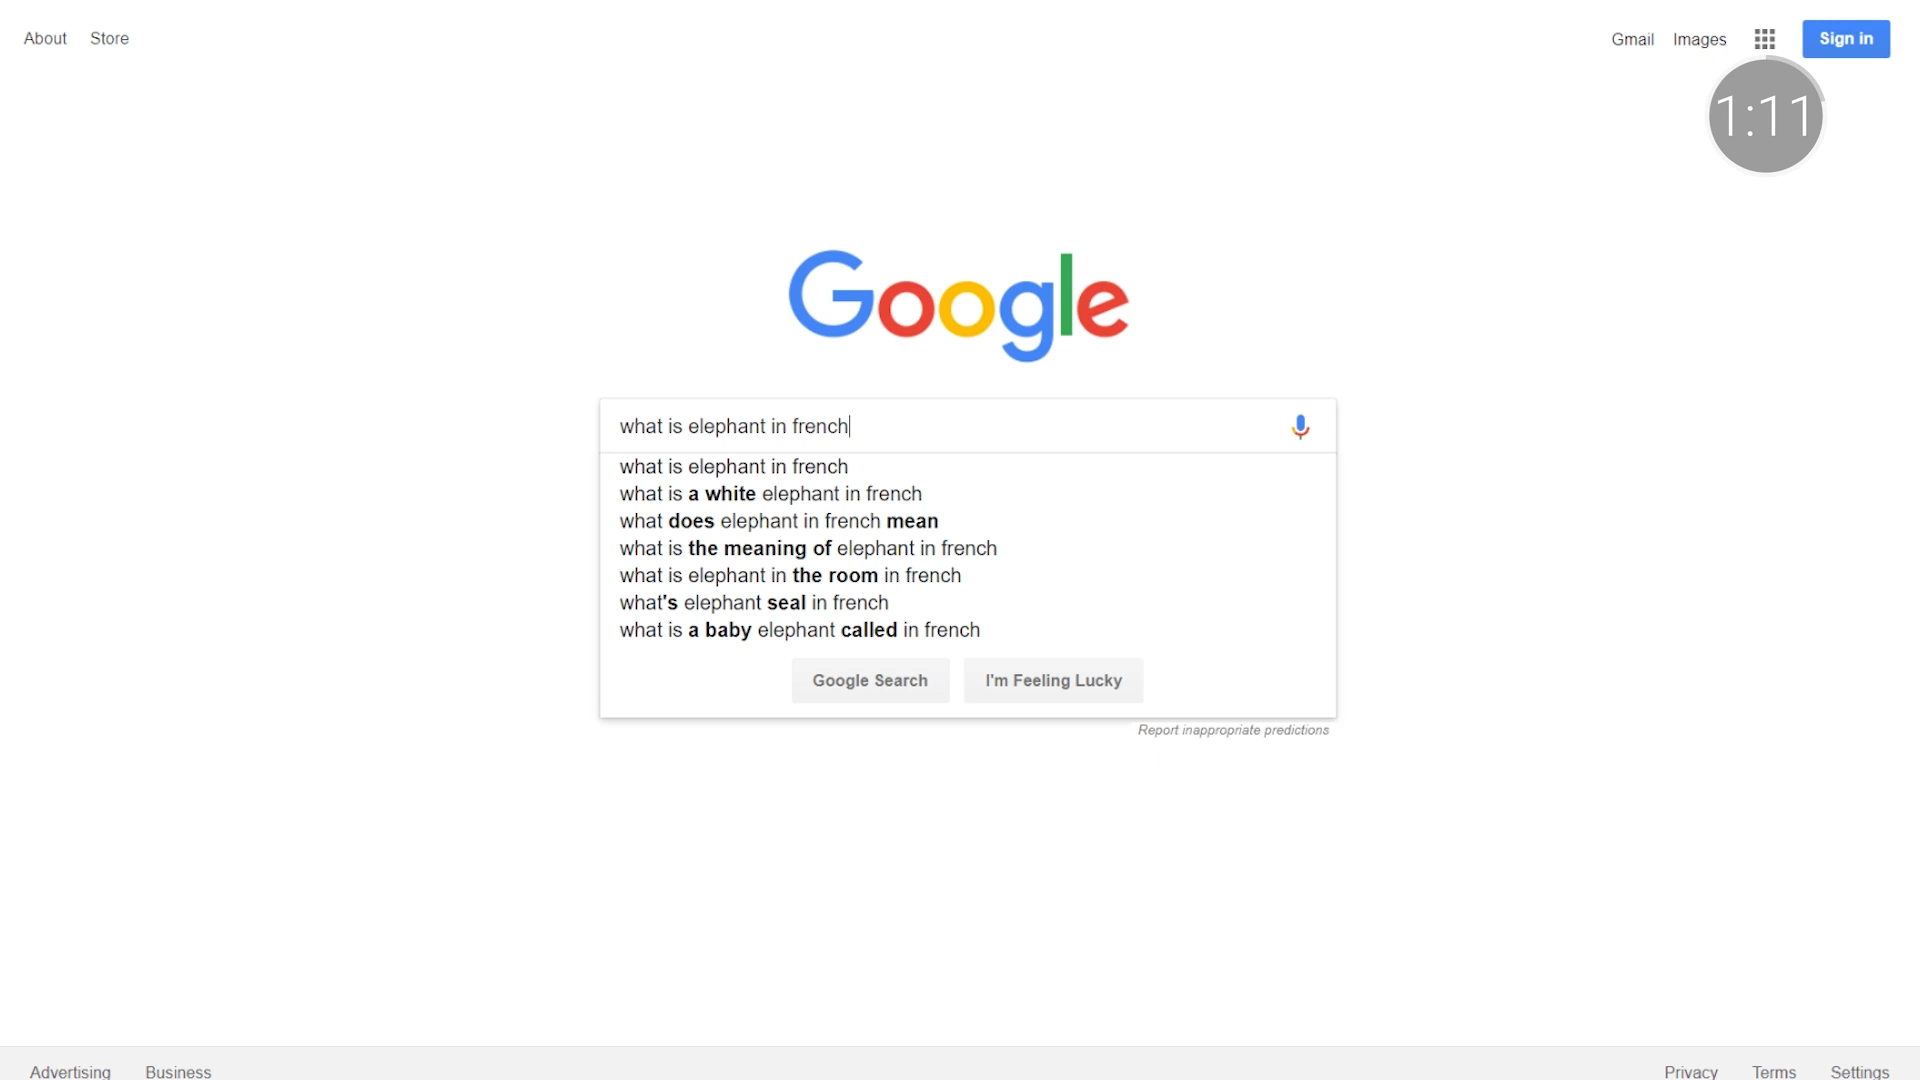 About Store Gmail Images Sign in
1:11
Google
what is elephant in french
what is elephant in french
what is a white elephant in french
what does elephant in french mean
what is the meaning of elephant in french
what is elephant in the room in french
what's elephant seal in french
what is a baby elephant called in french
Google Search I'm Feeling Lucky
Report inappropriate predictions
Advertising Business Privacy Terms Settings